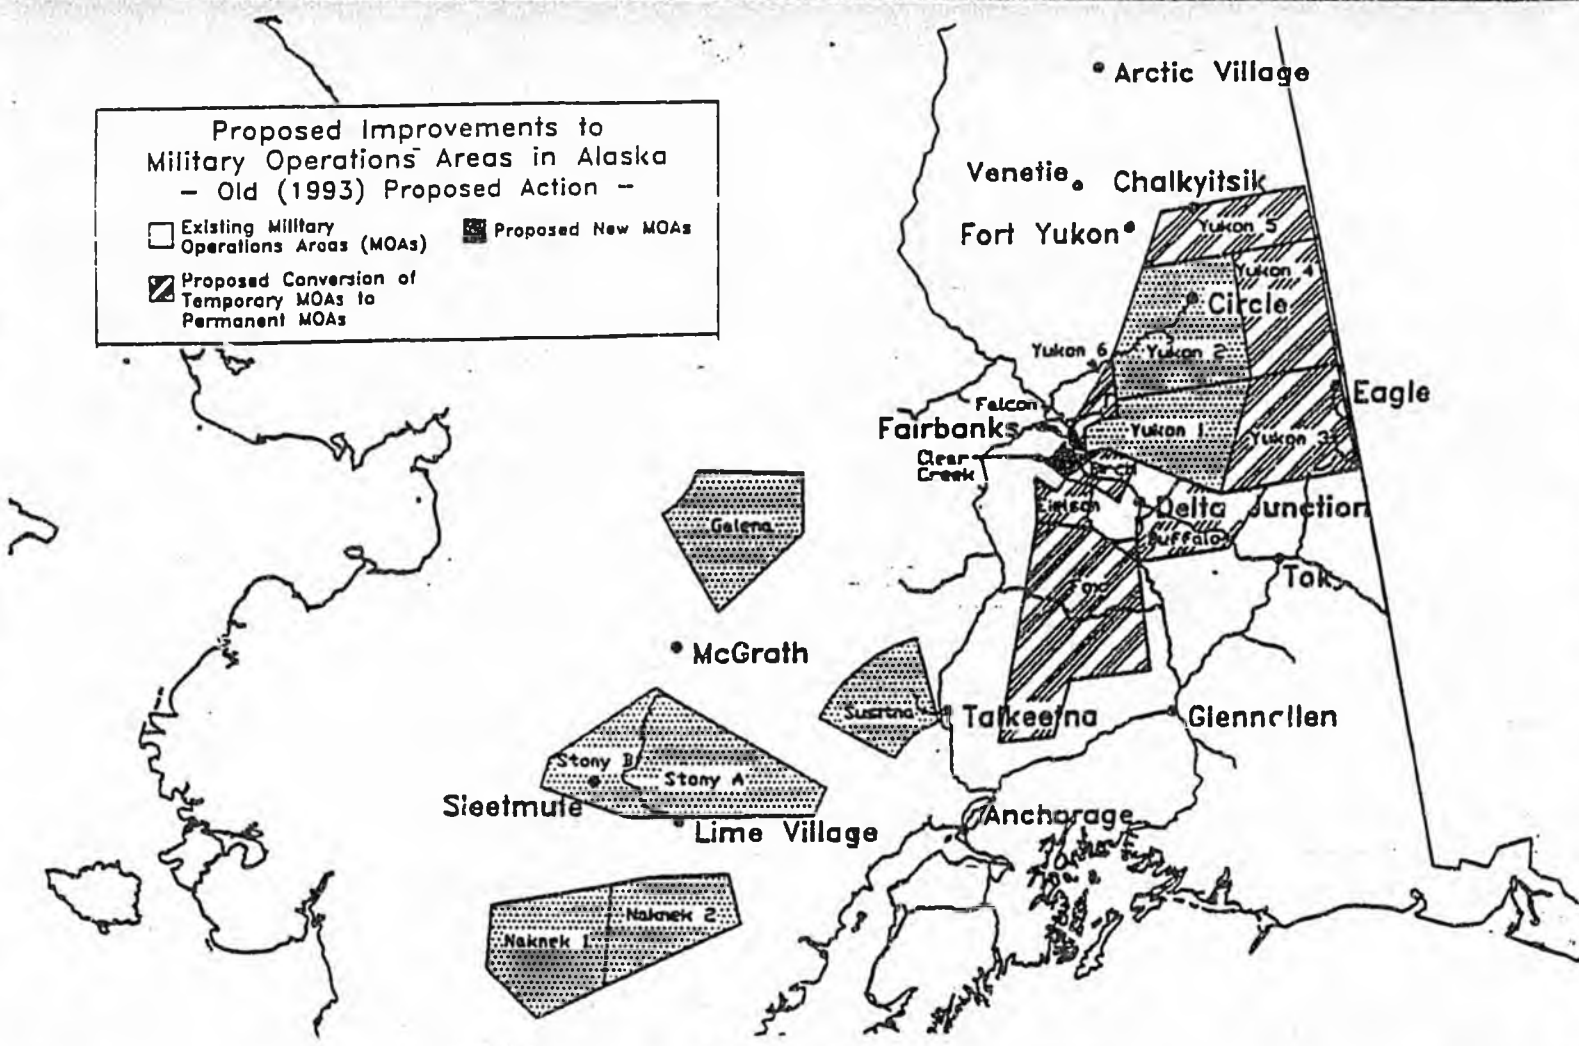 Proposed Improvements to
Military Operations Areas in Alaska
- Old (1993) Proposed Action -
Existing Military
Operations Areas (MOAs)
Proposed New MOAs
Proposed Conversion of
Temporary MOAs to
Permanent MOAs
Arctic Village
Venetie
Chalkyitsik
Fort Yukon
Yukon 5
Yukon 4
Circle
Yukon 6
Yukon 2
Eagle
Falcon
Fairbanks
Yukon 1
Yukon 3
Clear
Creek
Birch
Eielson
Delta Junction
Buffalo
Galena
Tok
Fox
McGrath
Susitna
Talkeetna
Glennallen
Stony B
Stony A
Sleetmute
Lime Village
Anchorage
Naknek 1
Naknek 2